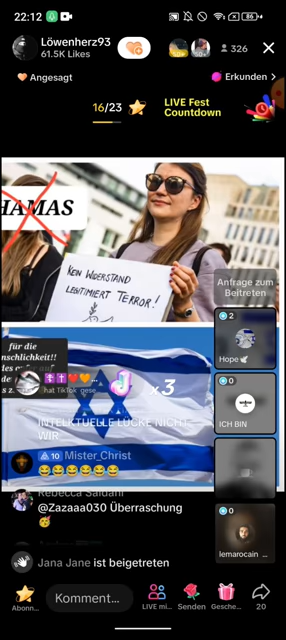 22:12
86
Löwenherz93
61.5K Likes
326
Angesagt
Erkunden
16/23
LIVE Fest
Countdown
HAMAS
KEIN WIDERSTAND
LEGITIMIERT TERROR!
Anfrage zum
Beitreten
für die
nschlichkeit!!
2
Hope
hat TikTok gese
x3
0
ICH BIN
INTELKTUELLE LÜCKE NICHT
WIR
10 Mister_Christ
😂😂😂😂😂😂
Rebecca Saidani
@Zazaaa030 Überraschung
🥳
0
lemarocain ...
Jana Jane ist beigetreten
Abonn...
Komment...
LIVE mi...
Senden
Gesche...
20